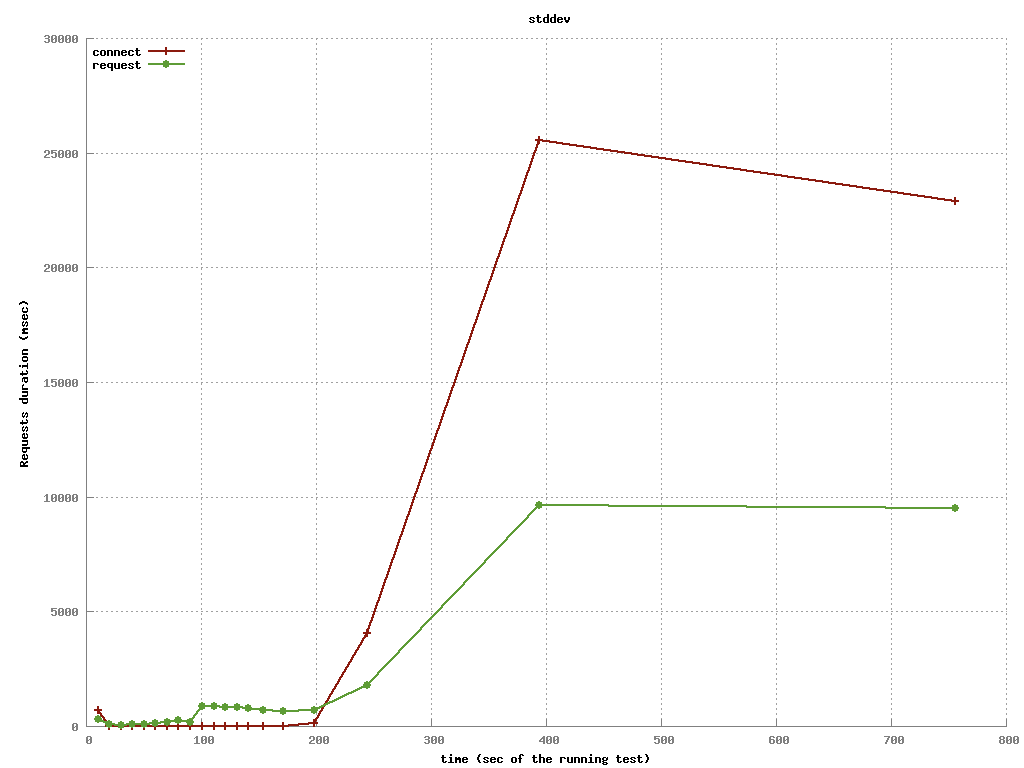 stddev
30000
25000
20000
15000
10000
5000
0
connect
request
Requests duration (msec)
0 100 200 300 400 500 600 700 800
time (sec of the running test)